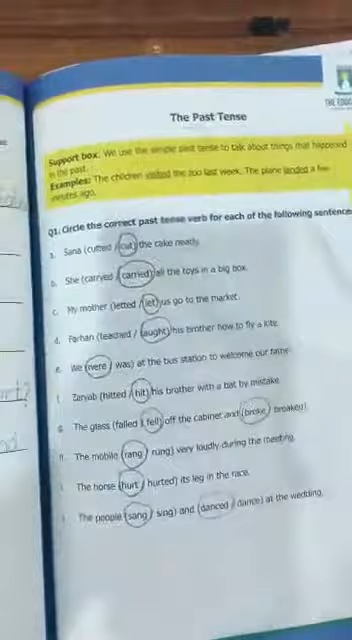 THE EDUC
The Past Tense
Support box: We use the simple past tense to talk about things that happened
in the past.
Examples: The children visited the zoo last week. The plane landed a few
minutes ago.
Q1. Circle the correct past tense verb for each of the following sentence
a. Sana (cutted / cut) the cake neatly.
b. She (carryed / carried) all the toys in a big box.
c. My mother (letted / let) us go to the market.
d. Farhan (teached / taught) his brother how to fly a kite.
e. We (were / was) at the bus station to welcome our father
f. Zaryab (hitted / hit) his brother with a bat by mistake.
g. The glass (falled / fell) off the cabinet and (broke / breaked)
h. The mobile (rang / rung) very loudly during the meeting.
i. The horse (hurt / hurted) its leg in the race.
j. The people (sang / sing) and (danced / dance) at the wedding.